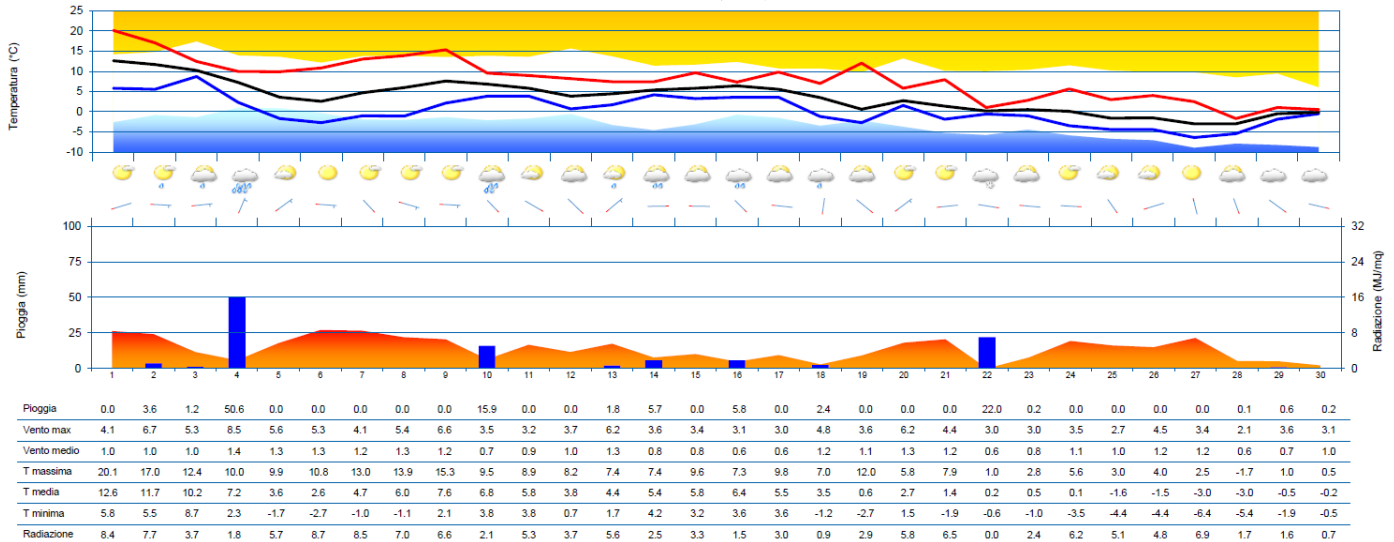 25
20
15
10
5
0
-5
-10
Temperatura (°C)
100
75
50
25
0
Pioggia (mm)
32
24
16
8
0
Radiazione (MJ/mq)
1 2 3 4 5 6 7 8 9 10 11 12 13 14 15 16 17 18 19 20 21 22 23 24 25 26 27 28 29 30
Pioggia 0.0 3.6 1.2 50.6 0.0 0.0 0.0 0.0 0.0 15.9 0.0 0.0 1.8 5.7 0.0 5.8 0.0 2.4 0.0 0.0 0.0 22.0 0.2 0.0 0.0 0.0 0.0 0.1 0.6 0.2
Vento max 4.1 6.7 5.3 8.5 5.6 5.3 4.1 5.4 6.6 3.5 3.2 3.7 6.2 3.6 3.4 3.1 3.0 4.8 3.6 6.2 4.4 3.0 3.0 3.5 2.7 4.5 3.4 2.1 3.6 3.1
Vento medio 1.0 1.0 1.0 1.4 1.3 1.3 1.2 1.3 1.2 0.7 0.9 1.0 1.3 0.8 0.8 0.6 0.6 1.2 1.1 1.3 1.2 0.6 0.8 1.1 1.0 1.2 1.2 0.6 0.7 1.0
T massima 20.1 17.0 12.4 10.0 9.9 10.8 13.0 13.9 15.3 9.5 8.9 8.2 7.4 7.4 9.6 7.3 9.8 7.0 12.0 5.8 7.9 1.0 2.8 5.6 3.0 4.0 2.5 -1.7 1.0 0.5
T media 12.6 11.7 10.2 7.2 3.6 2.6 4.7 6.0 7.6 6.8 5.8 3.8 4.4 5.4 5.8 6.4 5.5 3.5 0.6 2.7 1.4 0.2 0.5 0.1 -1.6 -1.5 -3.0 -3.0 -0.5 -0.2
T minima 5.8 5.5 8.7 2.3 -1.7 -2.7 -1.0 -1.1 2.1 3.8 3.8 0.7 1.7 4.2 3.2 3.6 3.6 -1.2 -2.7 1.5 -1.9 -0.6 -1.0 -3.5 -4.4 -4.4 -6.4 -5.4 -1.9 -0.5
Radiazione 8.4 7.7 3.7 1.8 5.7 8.7 8.5 7.0 6.6 2.1 5.3 3.7 5.6 2.5 3.3 1.5 3.0 0.9 2.9 5.8 6.5 0.0 2.4 6.2 5.1 4.8 6.9 1.7 1.6 0.7